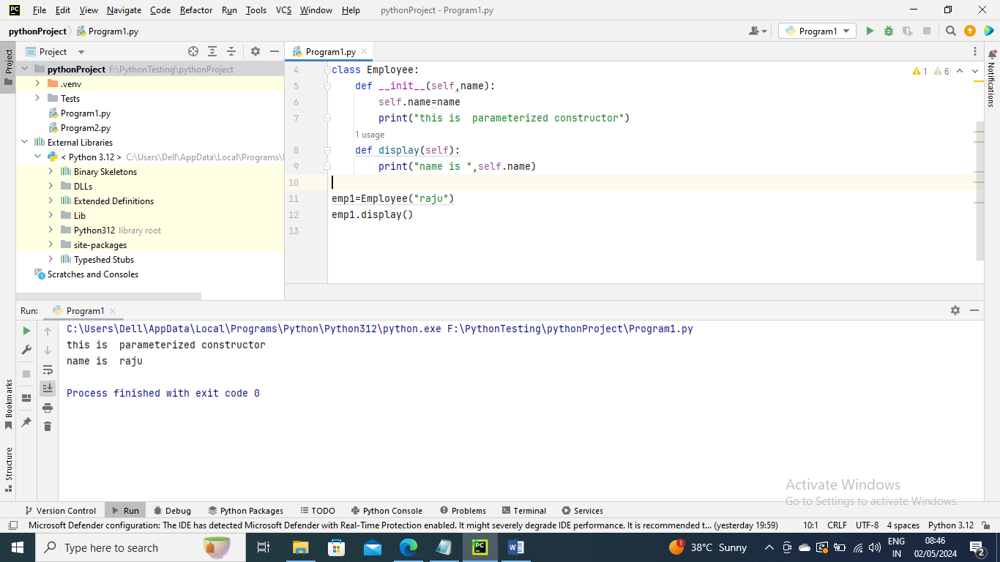 PC File Edit View Navigate Code Refactor Run Tools VCS Window Help pythonProject - Program1.py
pythonProject Program1.py Program1
Project
Program1.py
pythonProject F:\PythonTesting\pythonProject
.venv
Tests
Program1.py
Program2.py
External Libraries
< Python 3.12 > C:\Users\Dell\AppData\Local\Programs\
Binary Skeletons
DLLs
Extended Definitions
Lib
Python312 library root
site-packages
Typeshed Stubs
Scratches and Consoles
4 class Employee:
5 def __init__(self,name):
6 self.name=name
7 print("this is  parameterized constructor")
1 usage
8 def display(self):
9 print("name is ",self.name)
10
11 emp1=Employee("raju")
12 emp1.display()
13
1 6
Project
Notifications
Bookmarks
Structure
Run: Program1
C:\Users\Dell\AppData\Local\Programs\Python\Python312\python.exe F:\PythonTesting\pythonProject\Program1.py
this is  parameterized constructor
name is  raju
Process finished with exit code 0
Activate Windows
Go to Settings to activate Windows.
Version Control Run Debug Python Packages TODO Python Console Problems Terminal Services
Microsoft Defender configuration: The IDE has detected Microsoft Defender with Real-Time Protection enabled. It might severely degrade IDE performance. It is recommended t... (yesterday 19:59) 10:1 CRLF UTF-8 4 spaces Python 3.12
Type here to search
PC
W
1
38°C Sunny
ENG
IN
08:46
02/05/2024
2